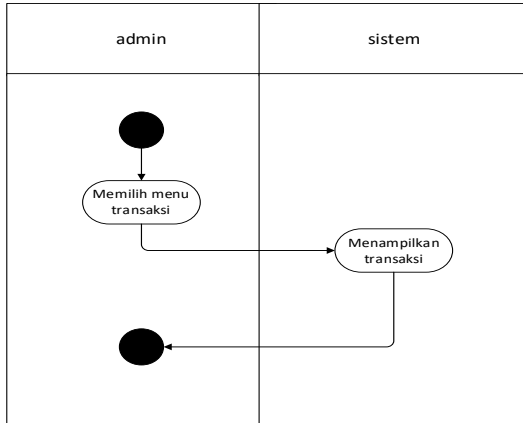 admin
sistem
Memilih menu
transaksi
Menampilkan
transaksi